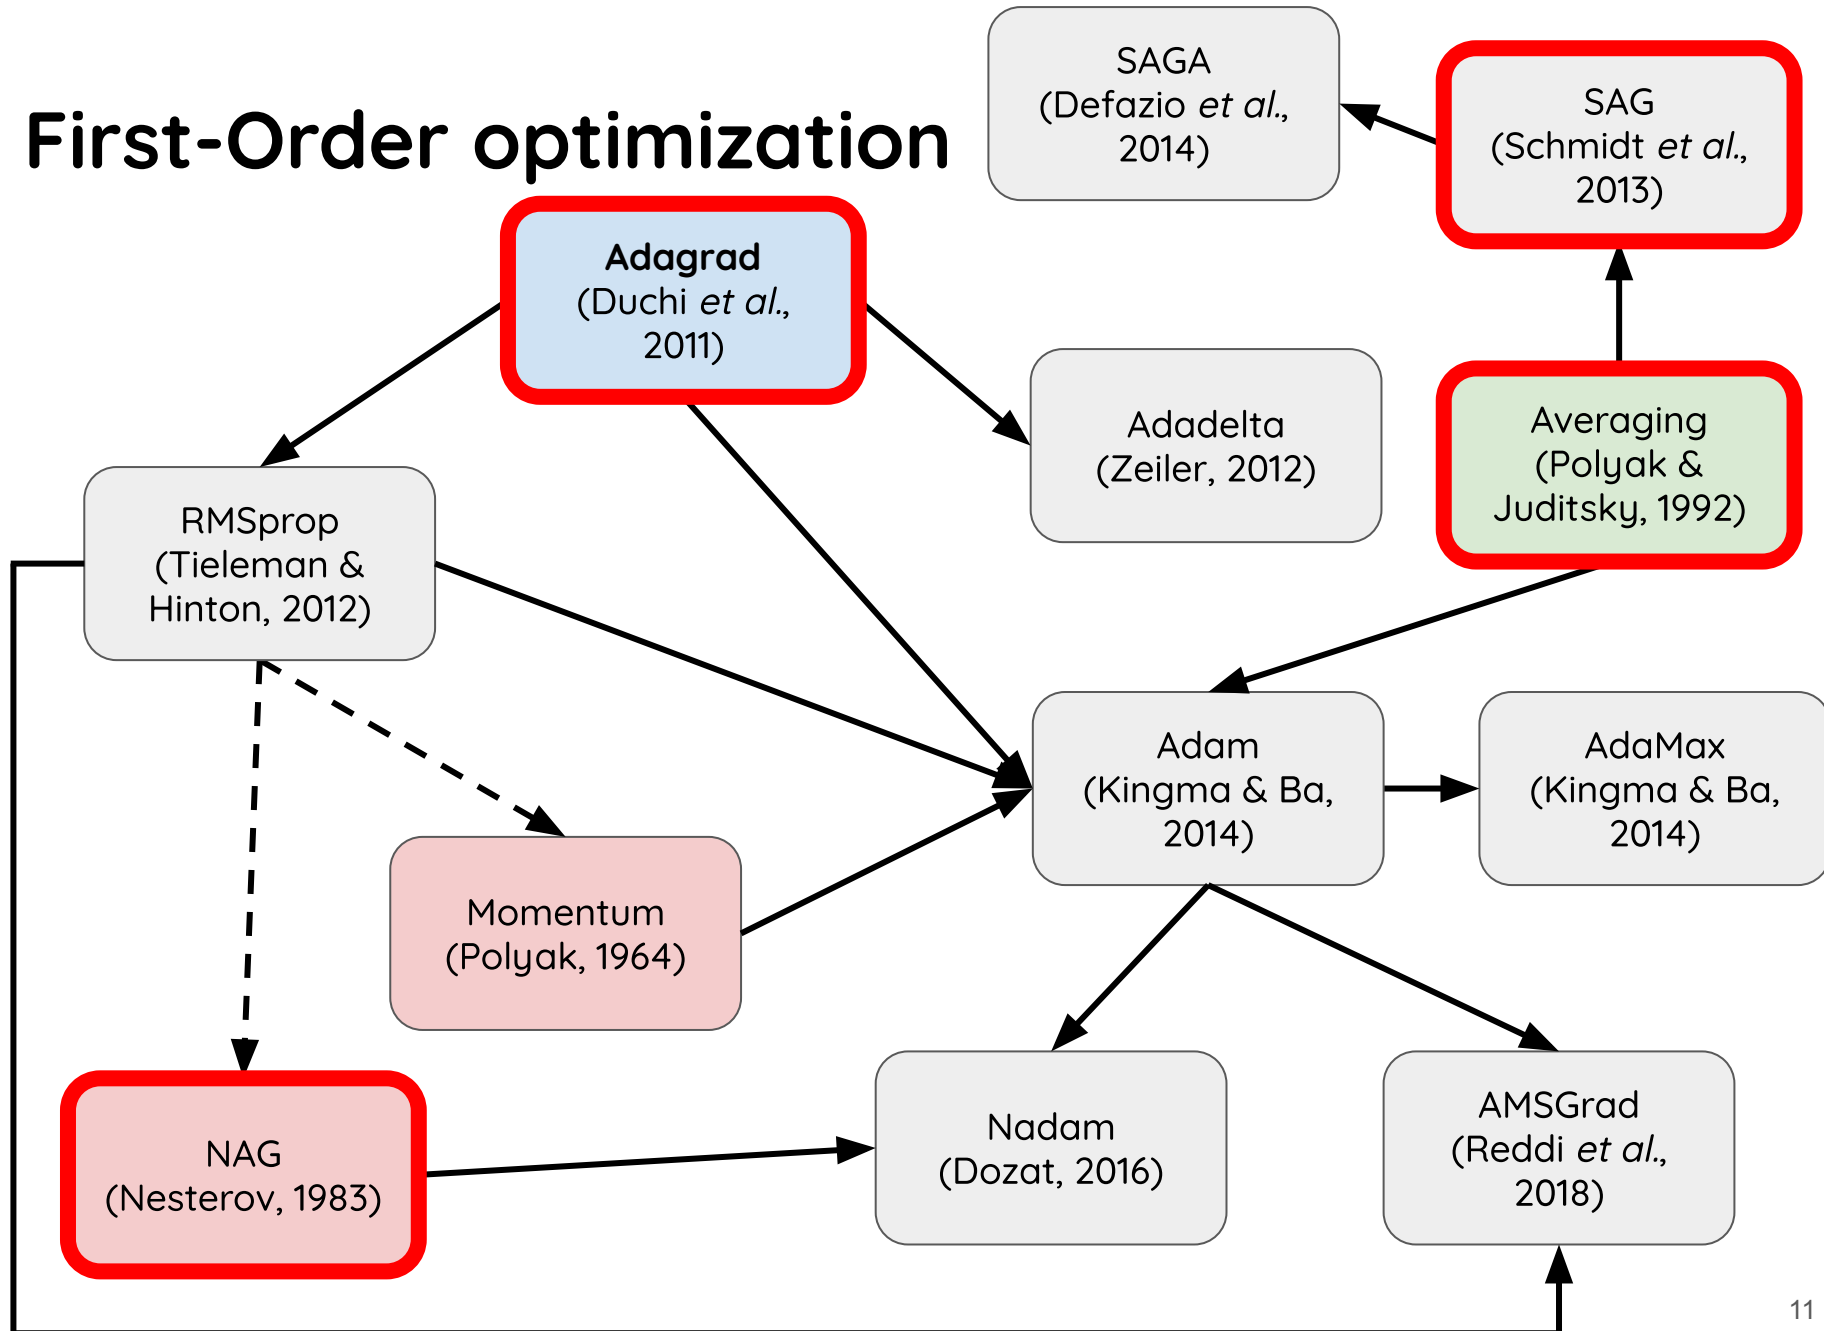 First-Order optimization
SAGA
(Defazio et al.,
2014)
SAG
(Schmidt et al.,
2013)
Adagrad
(Duchi et al.,
2011)
Adadelta
(Zeiler, 2012)
Averaging
(Polyak &
Juditsky, 1992)
RMSprop
(Tieleman &
Hinton, 2012)
Adam
(Kingma & Ba,
2014)
AdaMax
(Kingma & Ba,
2014)
Momentum
(Polyak, 1964)
NAG
(Nesterov, 1983)
Nadam
(Dozat, 2016)
AMSGrad
(Reddi et al.,
2018)
11